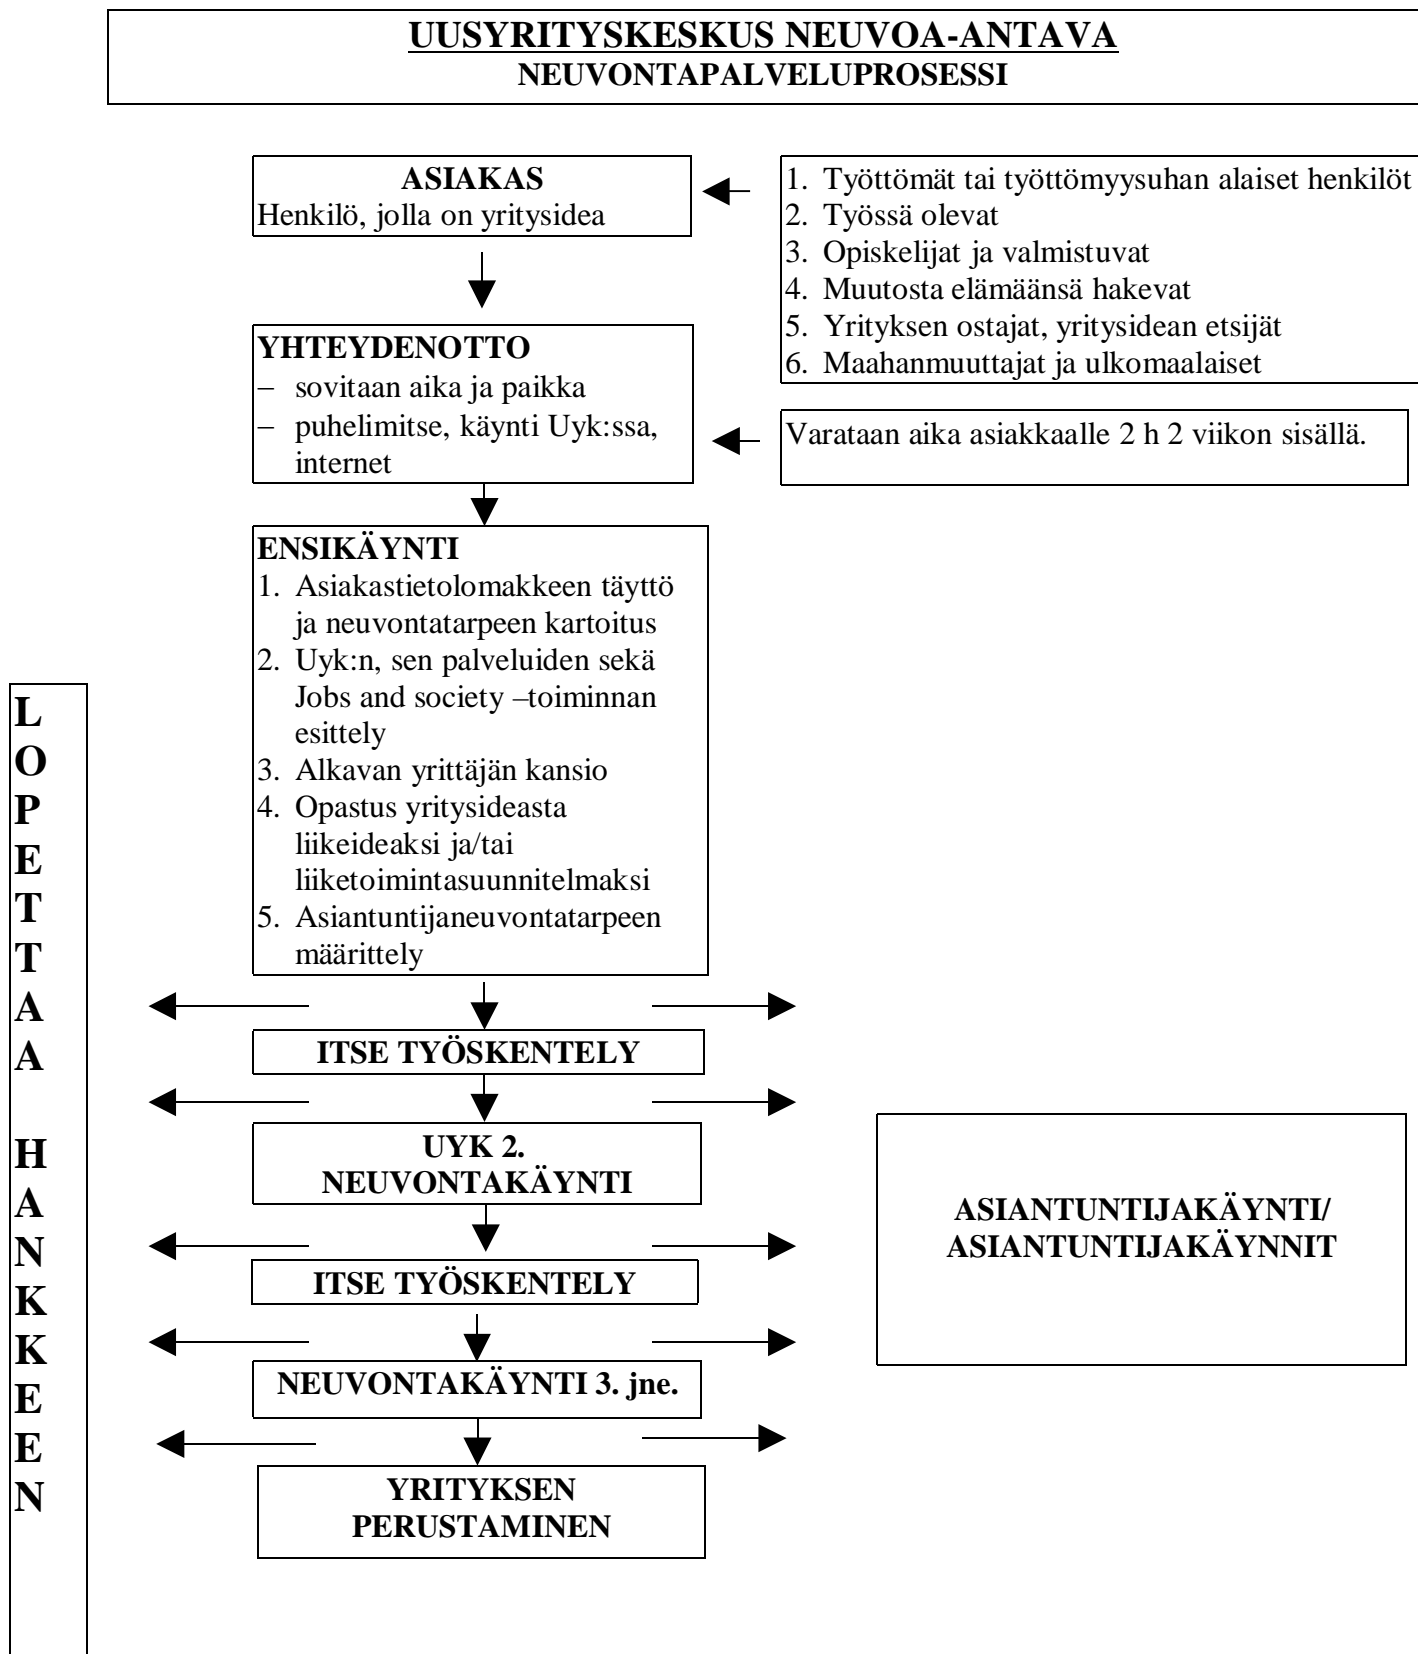 UUSYRITYSKESKUS NEUVOA-ANTAVA
NEUVONTAPALVELUPROSESSI
ASIAKAS
Henkilö, jolla on yritysidea
1. Työttömät tai työttömyysuhan alaiset henkilöt
2. Työssä olevat
3. Opiskelijat ja valmistuvat
4. Muutosta elämäänsä hakevat
5. Yrityksen ostajat, yritysidean etsijät
6. Maahanmuuttajat ja ulkomaalaiset
YHTEYDENOTTO
– sovitaan aika ja paikka
– puhelimitse, käynti Uyk:ssa,
internet
Varataan aika asiakkaalle 2 h 2 viikon sisällä.
ENSIKÄYNTI
1. Asiakastietolomakkeen täyttö
ja neuvontatarpeen kartoitus
2. Uyk:n, sen palveluiden sekä
Jobs and society –toiminnan
esittely
3. Alkavan yrittäjän kansio
4. Opastus yritysideasta
liikeideaksi ja/tai
liiketoimintasuunnitelmaksi
5. Asiantuntijaneuvontatarpeen
määrittely
L
O
P
E
T
T
A
A
H
A
N
K
K
E
E
N
ITSE TYÖSKENTELY
UYK 2.
NEUVONTAKÄYNTI
ITSE TYÖSKENTELY
NEUVONTAKÄYNTI 3. jne.
YRITYKSEN
PERUSTAMINEN
ASIANTUNTIJAKÄYNTI/
ASIANTUNTIJAKÄYNNIT